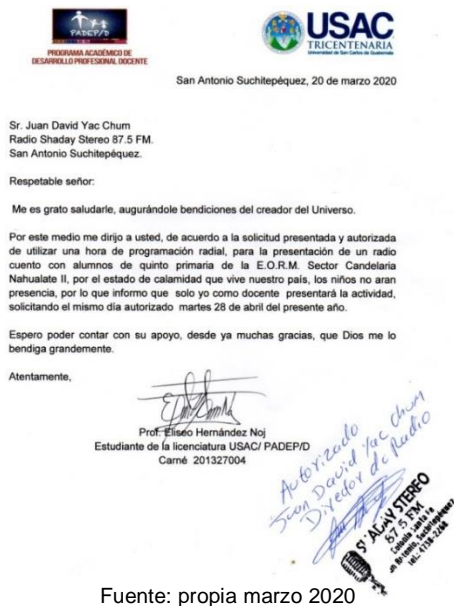 PADEP/D
PROGRAMA ACADÉMICO DE
DESARROLLO PROFESIONAL DOCENTE
USAC
TRICENTENARIA
Universidad de San Carlos de Guatemala
San Antonio Suchitepéquez, 20 de marzo 2020
Sr. Juan David Yac Chum
Radio Shaday Stereo 87.5 FM.
San Antonio Suchitepéquez.
Respetable señor:
Me es grato saludarle, augurándole bendiciones del creador del Universo.
Por este medio me dirijo a usted, de acuerdo a la solicitud presentada y autorizada
de utilizar una hora de programación radial, para la presentación de un radio
cuento con alumnos de quinto primaria de la E.O.R.M. Sector Candelaria
Nahualate II, por el estado de calamidad que vive nuestro país, los niños no aran
presencia, por lo que informo que solo yo como docente presentará la actividad,
solicitando el mismo día autorizado martes 28 de abril del presente año.
Espero poder contar con su apoyo, desde ya muchas gracias, que Dios me lo
bendiga grandemente.
Atentamente,
Prof. Eliseo Hernández Noj
Estudiante de la licenciatura USAC/ PADEP/D
Carné 201327004
Autorizado
Juan David Yac Chum
Director de Radio
STEREO
87.5 FM
Colonia Santa Fe
Suchitepéquez
Fuente: propia marzo 2020